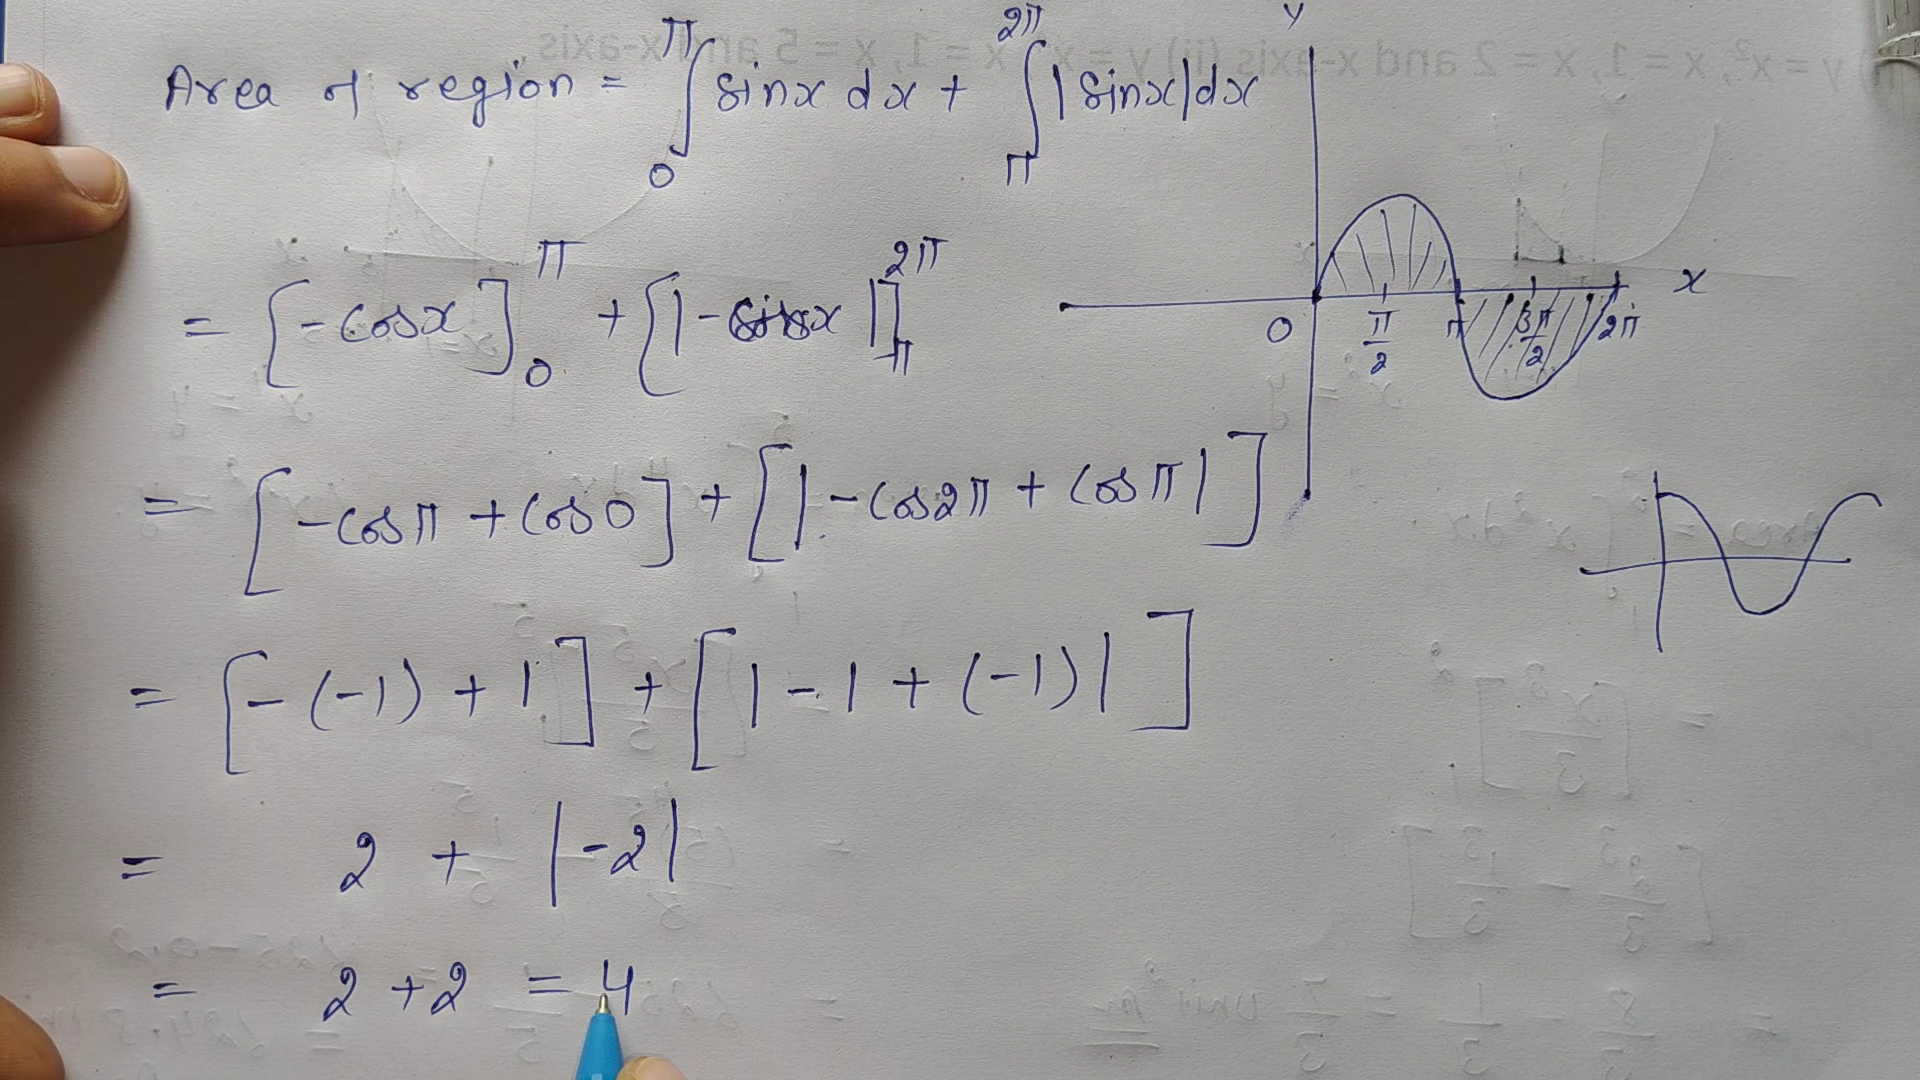 Area of region = ∫₀^π sinx dx + ∫_π^2π |sinx|dx
= [-cosx]₀^π + [|-cosx|]_π^2π
= [-cosπ + cos0] + [|-cos2π + cosπ|]
= [-(-1) + 1] + [|-1 + (-1)|]
= 2 + |-2|
= 2 + 2 = 4
Y
x
0 π/2 π 3π/2 2π